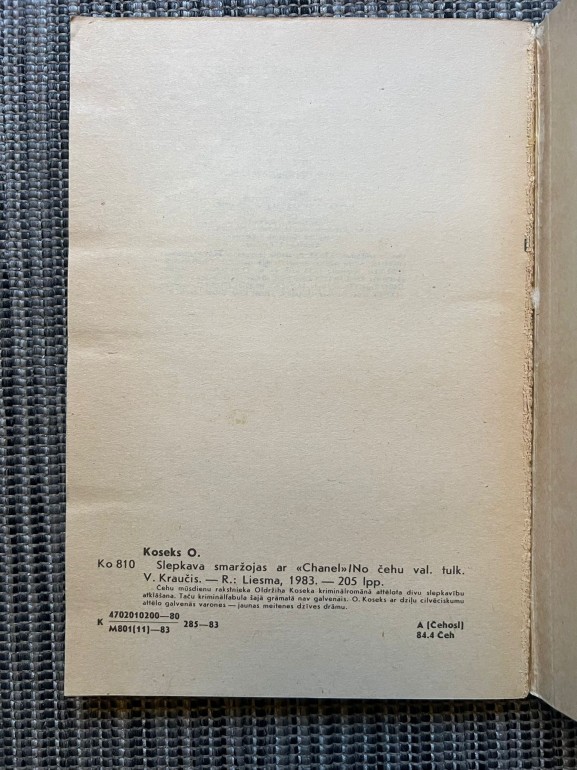 Koseks O.
Ko 810 Slepkava smaržojas ar «Chanel»/No čehu val. tulk.
V. Kraučis. — R.: Liesma, 1983. — 205 lpp.
Čehu mūsdienu rakstnieka Oldržiha Koseka kriminālromānā attēlota divu slepkavību
atklāšana. Taču kriminālfabula šajā grāmatā nav galvenais. O. Koseks ar dziļu cilvēciskumu
attēlo galvenās varones — jaunas meitenes dzīves drāmu.
K 4702010200—80 285—83 A (Čehosl)
M801(11)—83 84.4 Čeh